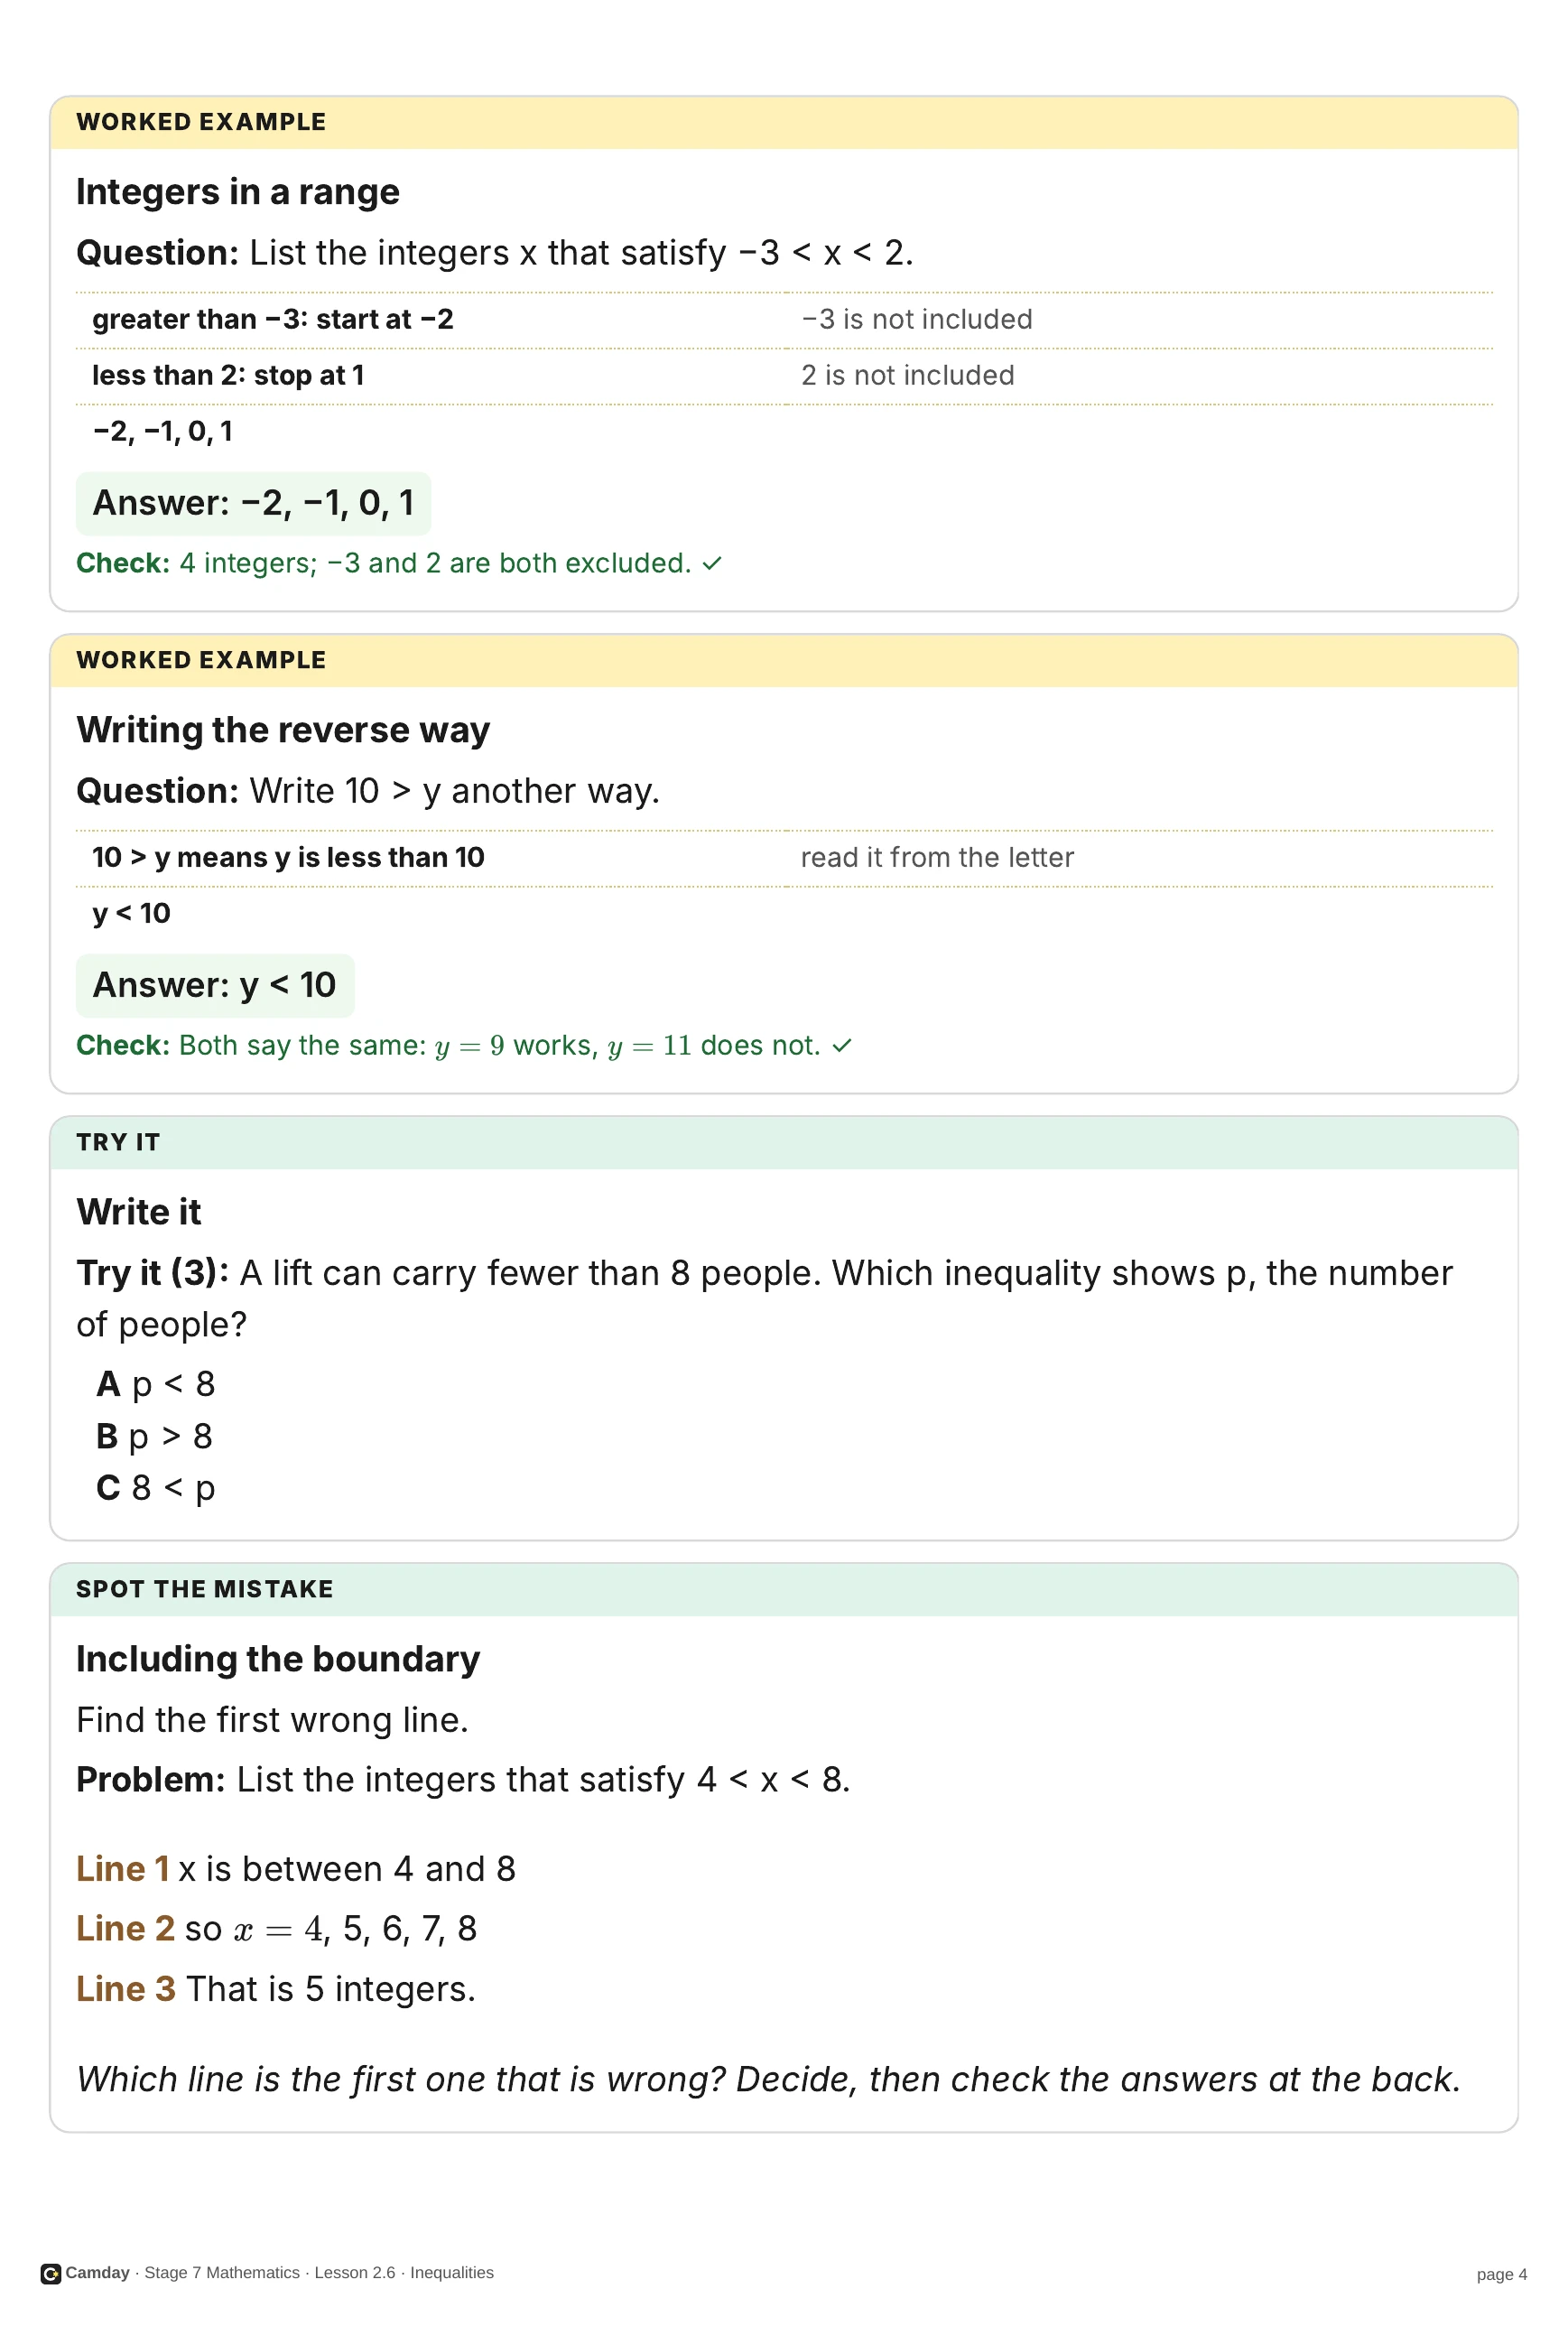 WORKED EXAMPLE
Integers in a range
Question: List the integers x that satisfy −3 < x < 2.
greater than −3: start at −2 −3 is not included
less than 2: stop at 1 2 is not included
−2, −1, 0, 1
Answer: −2, −1, 0, 1
Check: 4 integers; −3 and 2 are both excluded. ✓
WORKED EXAMPLE
Writing the reverse way
Question: Write 10 > y another way.
10 > y means y is less than 10 read it from the letter
y < 10
Answer: y < 10
Check: Both say the same: y = 9 works, y = 11 does not. ✓
TRY IT
Write it
Try it (3): A lift can carry fewer than 8 people. Which inequality shows p, the number
of people?
A p < 8
B p > 8
C 8 < p
SPOT THE MISTAKE
Including the boundary
Find the first wrong line.
Problem: List the integers that satisfy 4 < x < 8.
Line 1 x is between 4 and 8
Line 2 so x = 4, 5, 6, 7, 8
Line 3 That is 5 integers.
Which line is the first one that is wrong? Decide, then check the answers at the back.
Camday · Stage 7 Mathematics · Lesson 2.6 · Inequalities page 4